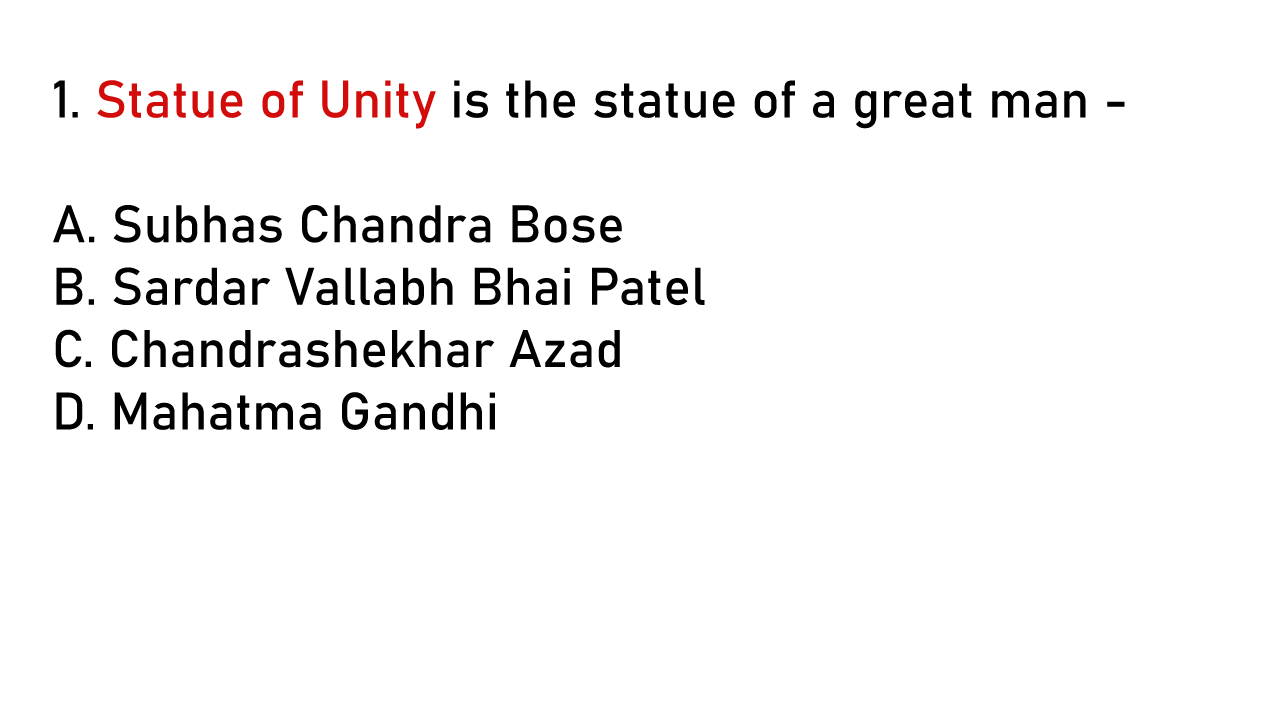 1. Statue of Unity is the statue of a great man -
A. Subhas Chandra Bose
B. Sardar Vallabh Bhai Patel
C. Chandrashekhar Azad
D. Mahatma Gandhi